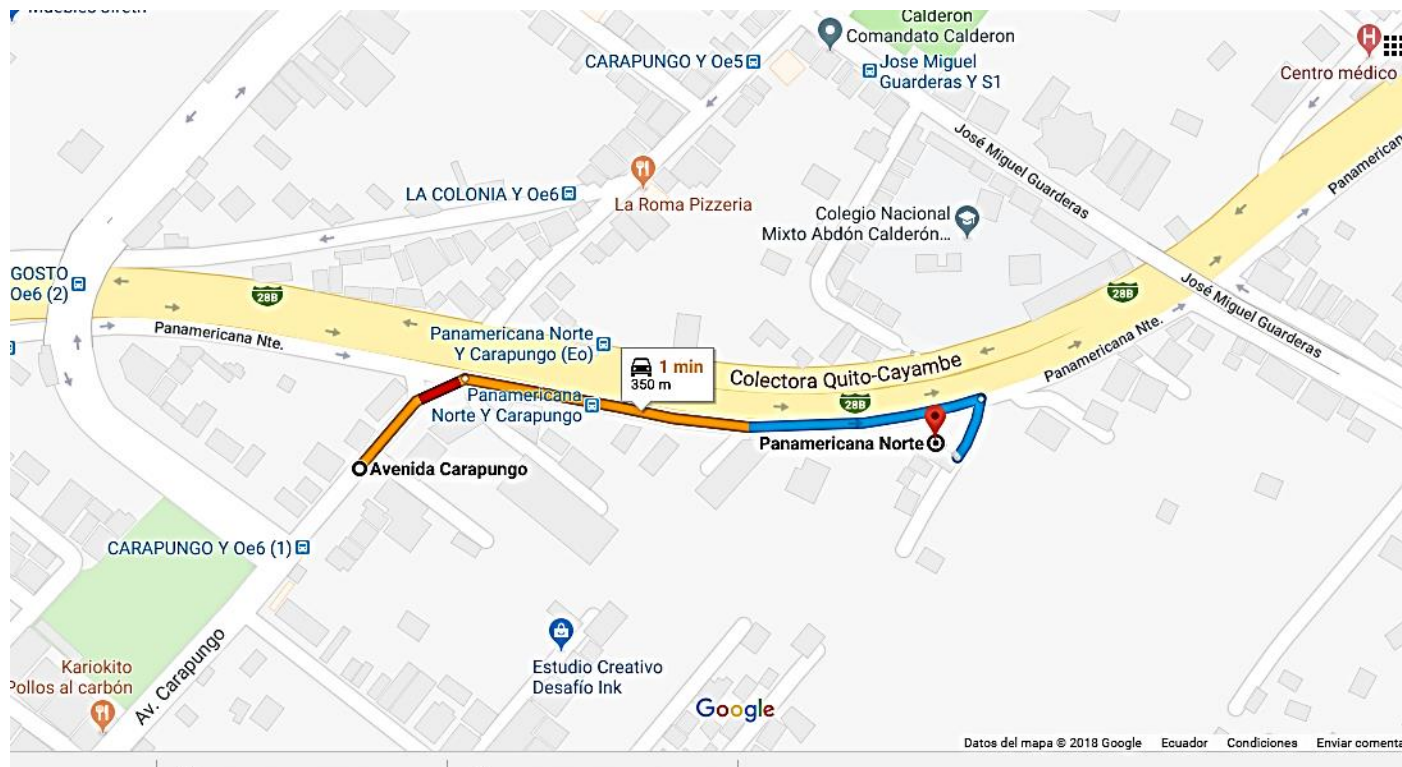 Calderon
Comandato Calderon
CARAPUNGO Y Oe5
Jose Miguel
Guarderas Y S1
Centro médico
José Miguel Guarderas
Panamerican
LA COLONIA Y Oe6
La Roma Pizzeria
Colegio Nacional
Mixto Abdón Calderón...
GOSTO
Oe6 (2)
28B
28B
José Miguel Guarderas
Panamericana Nte.
Panamericana Norte
Y Carapungo (Eo)
1 min
350 m
Colectora Quito-Cayambe
Panamericana Nte.
Panamericana
Norte Y Carapungo
28B
Panamericana Norte
Avenida Carapungo
CARAPUNGO Y Oe6 (1)
Estudio Creativo
Desafío Ink
Kariokito
Pollos al carbón
Av. Carapungo
Google
Datos del mapa © 2018 Google Ecuador Condiciones Enviar comenta